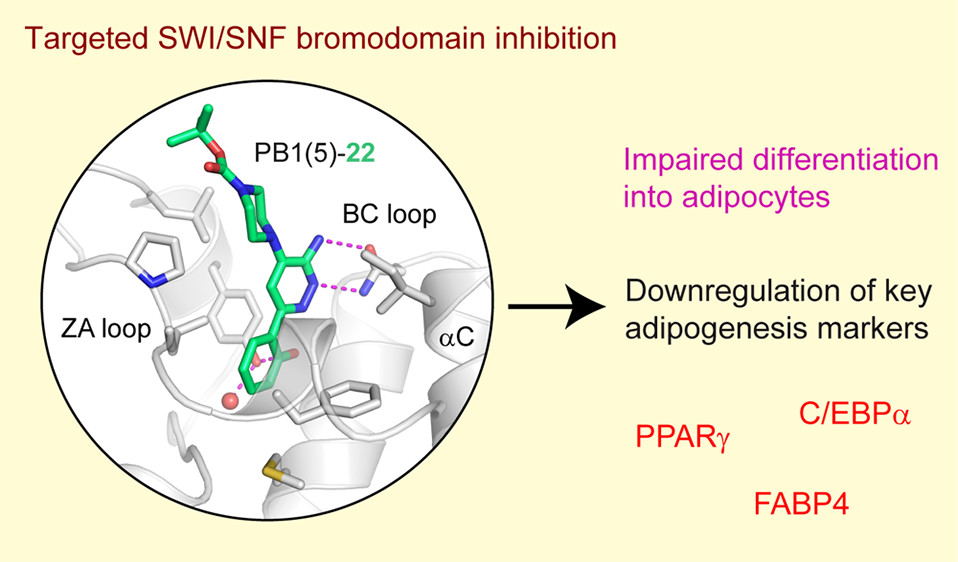 Targeted SWI/SNF bromodomain inhibition
PB1(5)-22
BC loop
ZA loop
αC
Impaired differentiation
into adipocytes
Downregulation of key
adipogenesis markers
C/EBPα
PPARγ
FABP4